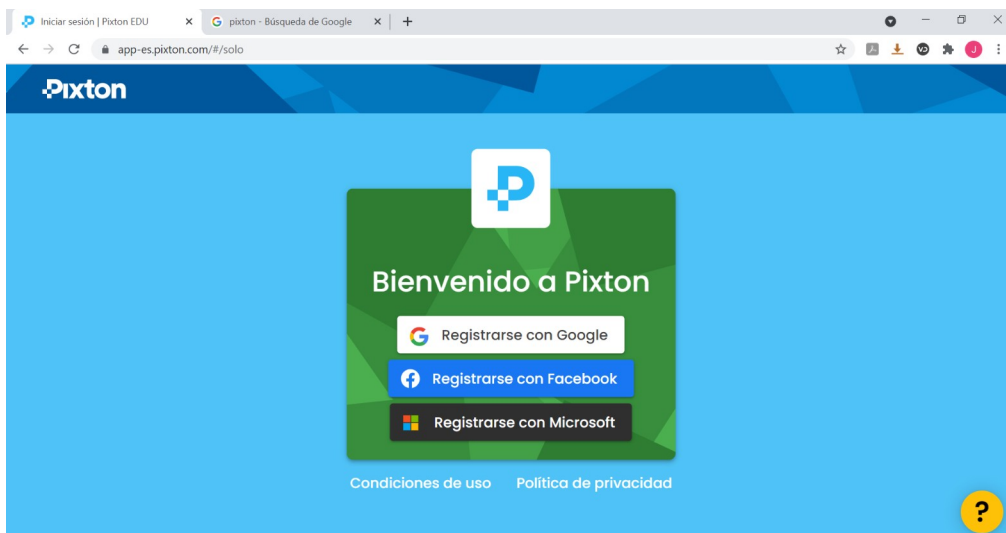 Iniciar sesión | Pixton EDU
pixton - Búsqueda de Google
app-es.pixton.com/#/solo
J
Pixton
P
Bienvenido a Pixton
G Registrarse con Google
f Registrarse con Facebook
Registrarse con Microsoft
Condiciones de uso Política de privacidad
?